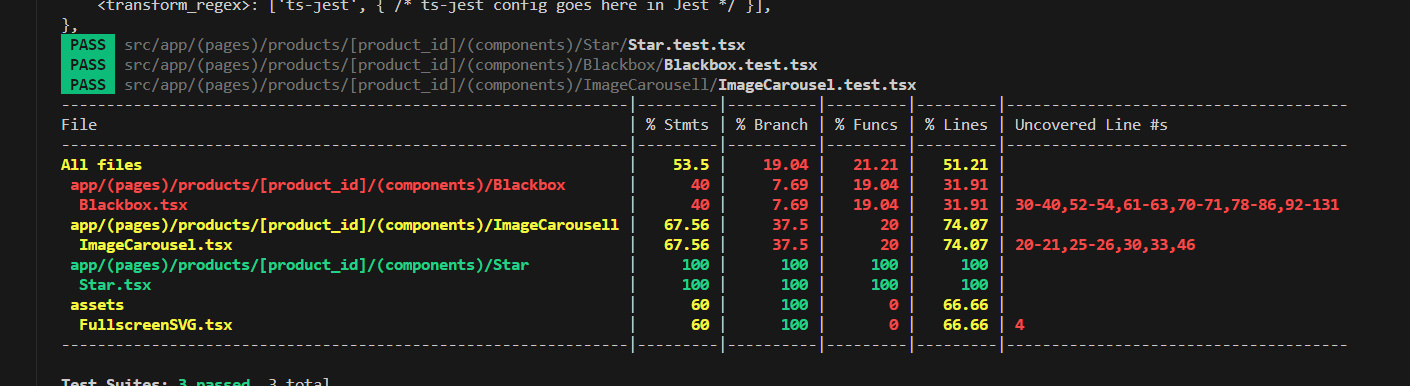 <transform_regex>: ['ts-jest', { /* ts-jest config goes here in Jest */ }],
},
PASS src/app/(pages)/products/[product_id]/(components)/Star/Star.test.tsx
PASS src/app/(pages)/products/[product_id]/(components)/Blackbox/Blackbox.test.tsx
PASS src/app/(pages)/products/[product_id]/(components)/ImageCarousell/ImageCarousel.test.tsx
---------------------------------------------------------------|---------|----------|---------|---------|--------------------------------------
File | % Stmts | % Branch | % Funcs | % Lines | Uncovered Line #s
---------------------------------------------------------------|---------|----------|---------|---------|--------------------------------------
All files | 53.5 | 19.04 | 21.21 | 51.21 |
app/(pages)/products/[product_id]/(components)/Blackbox | 40 | 7.69 | 19.04 | 31.91 |
Blackbox.tsx | 40 | 7.69 | 19.04 | 31.91 | 30-40,52-54,61-63,70-71,78-86,92-131
app/(pages)/products/[product_id]/(components)/ImageCarousell | 67.56 | 37.5 | 20 | 74.07 |
ImageCarousel.tsx | 67.56 | 37.5 | 20 | 74.07 | 20-21,25-26,30,33,46
app/(pages)/products/[product_id]/(components)/Star | 100 | 100 | 100 | 100 |
Star.tsx | 100 | 100 | 100 | 100 |
assets | 60 | 100 | 0 | 66.66 |
FullscreenSVG.tsx | 60 | 100 | 0 | 66.66 | 4
---------------------------------------------------------------|---------|----------|---------|---------|--------------------------------------
Test Suites: 3 passed, 3 total